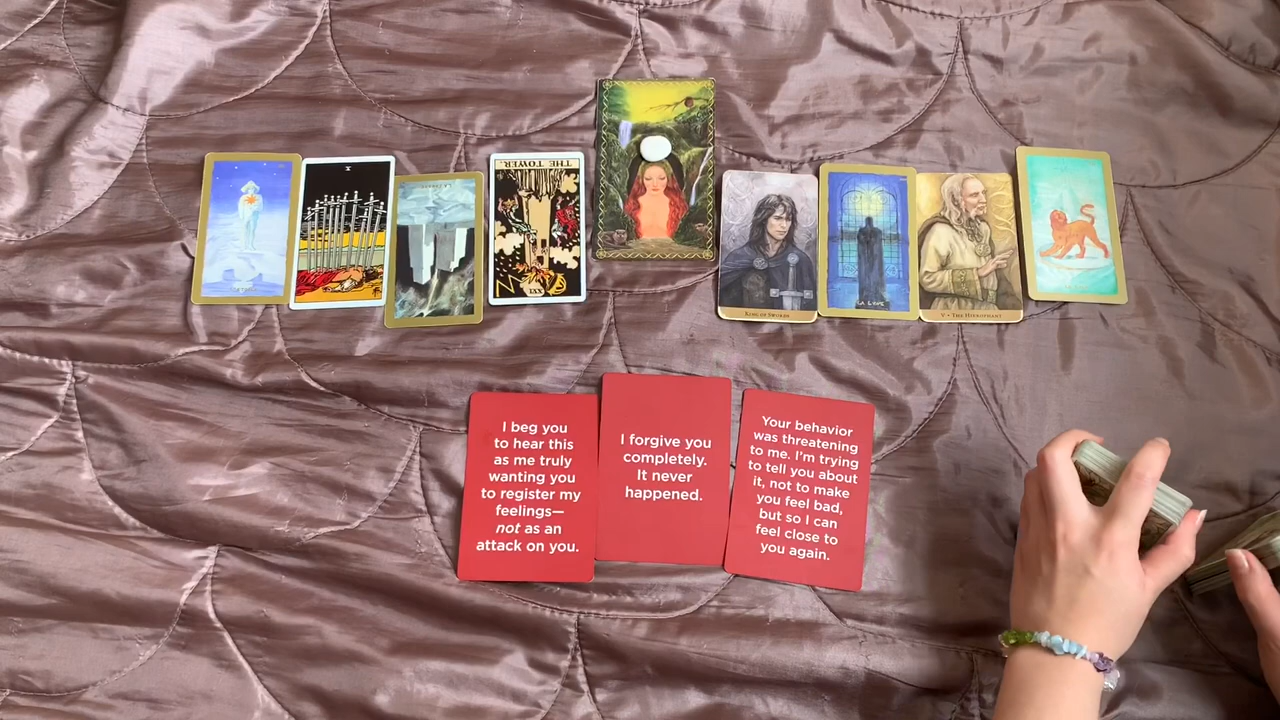 X
THE TOWER.
XVI
KING OF SWORDS
LA LUNE
V • THE HIEROPHANT
I beg you
to hear this
as me truly
wanting you
to register my
feelings—
not as an
attack on you.
I forgive you
completely.
It never
happened.
Your behavior
was threatening
to me. I'm trying
to tell you about
it, not to make
you feel bad,
but so I can
feel close to
you again.